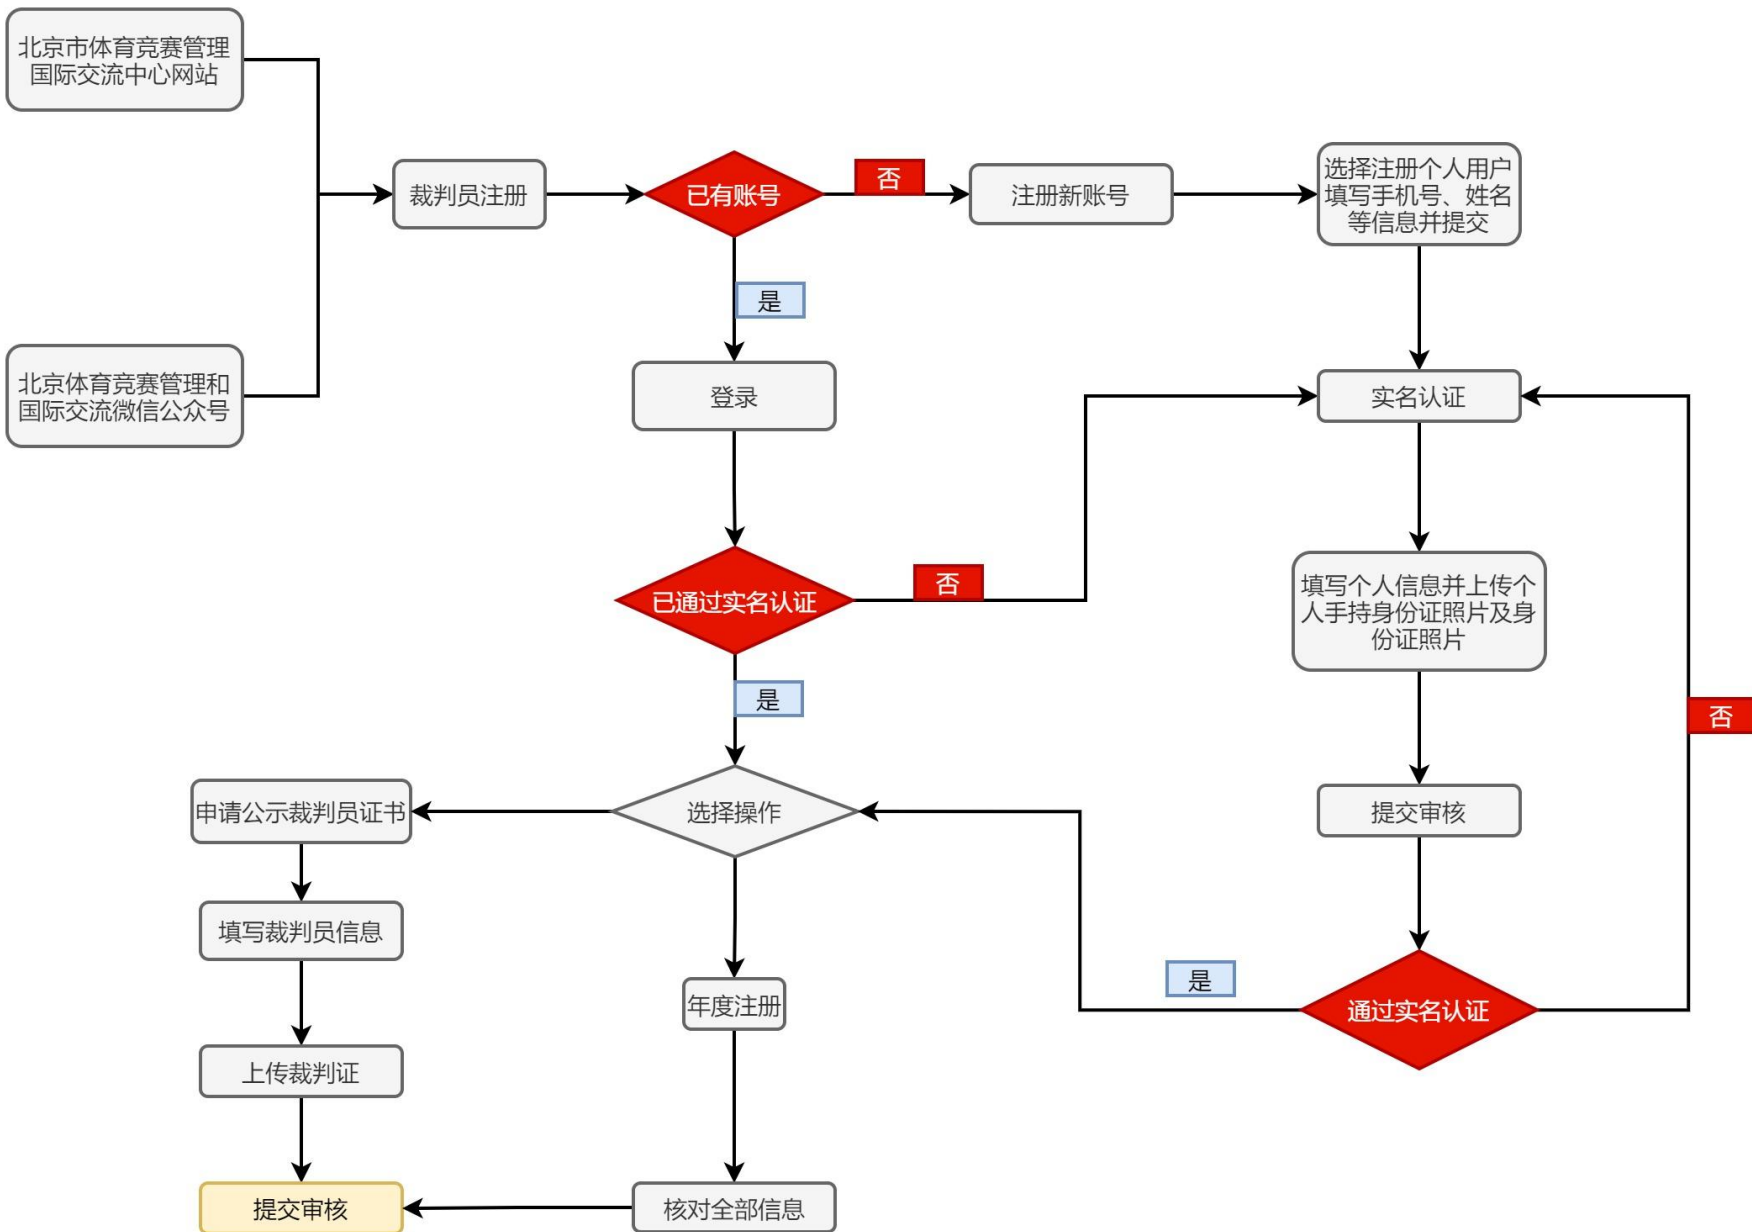 北京市体育竞赛管理
国际交流中心网站
裁判员注册
已有账号
否
注册新账号
选择注册个人用户
填写手机号、姓名
等信息并提交
是
北京体育竞赛管理和
国际交流微信公众号
登录
实名认证
已通过实名认证
否
填写个人信息并上传个
人手持身份证照片及身
份证照片
是
否
申请公示裁判员证书
选择操作
提交审核
填写裁判员信息
年度注册
是
通过实名认证
上传裁判证
提交审核
核对全部信息